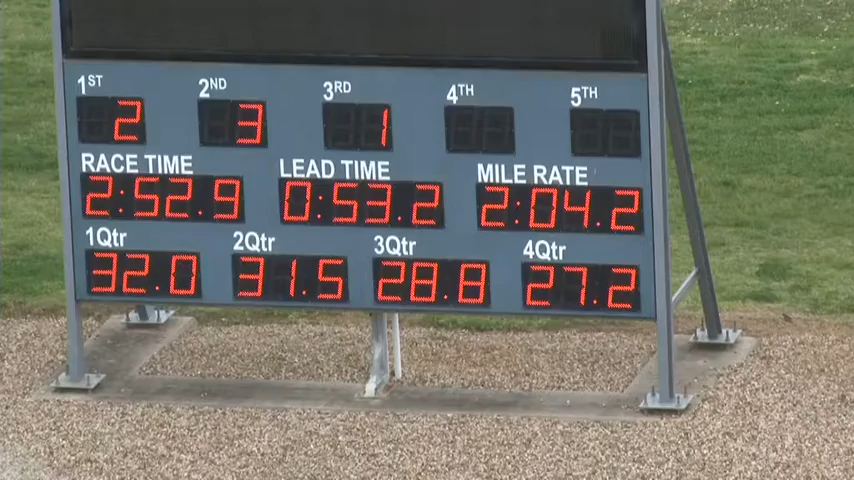 1ST 2ND 3RD 4TH 5TH
2 3 1
RACE TIME LEAD TIME MILE RATE
2:52.9 0:53.2 2:04.2
1Qtr 2Qtr 3Qtr 4Qtr
32.0 31.5 28.8 27.2